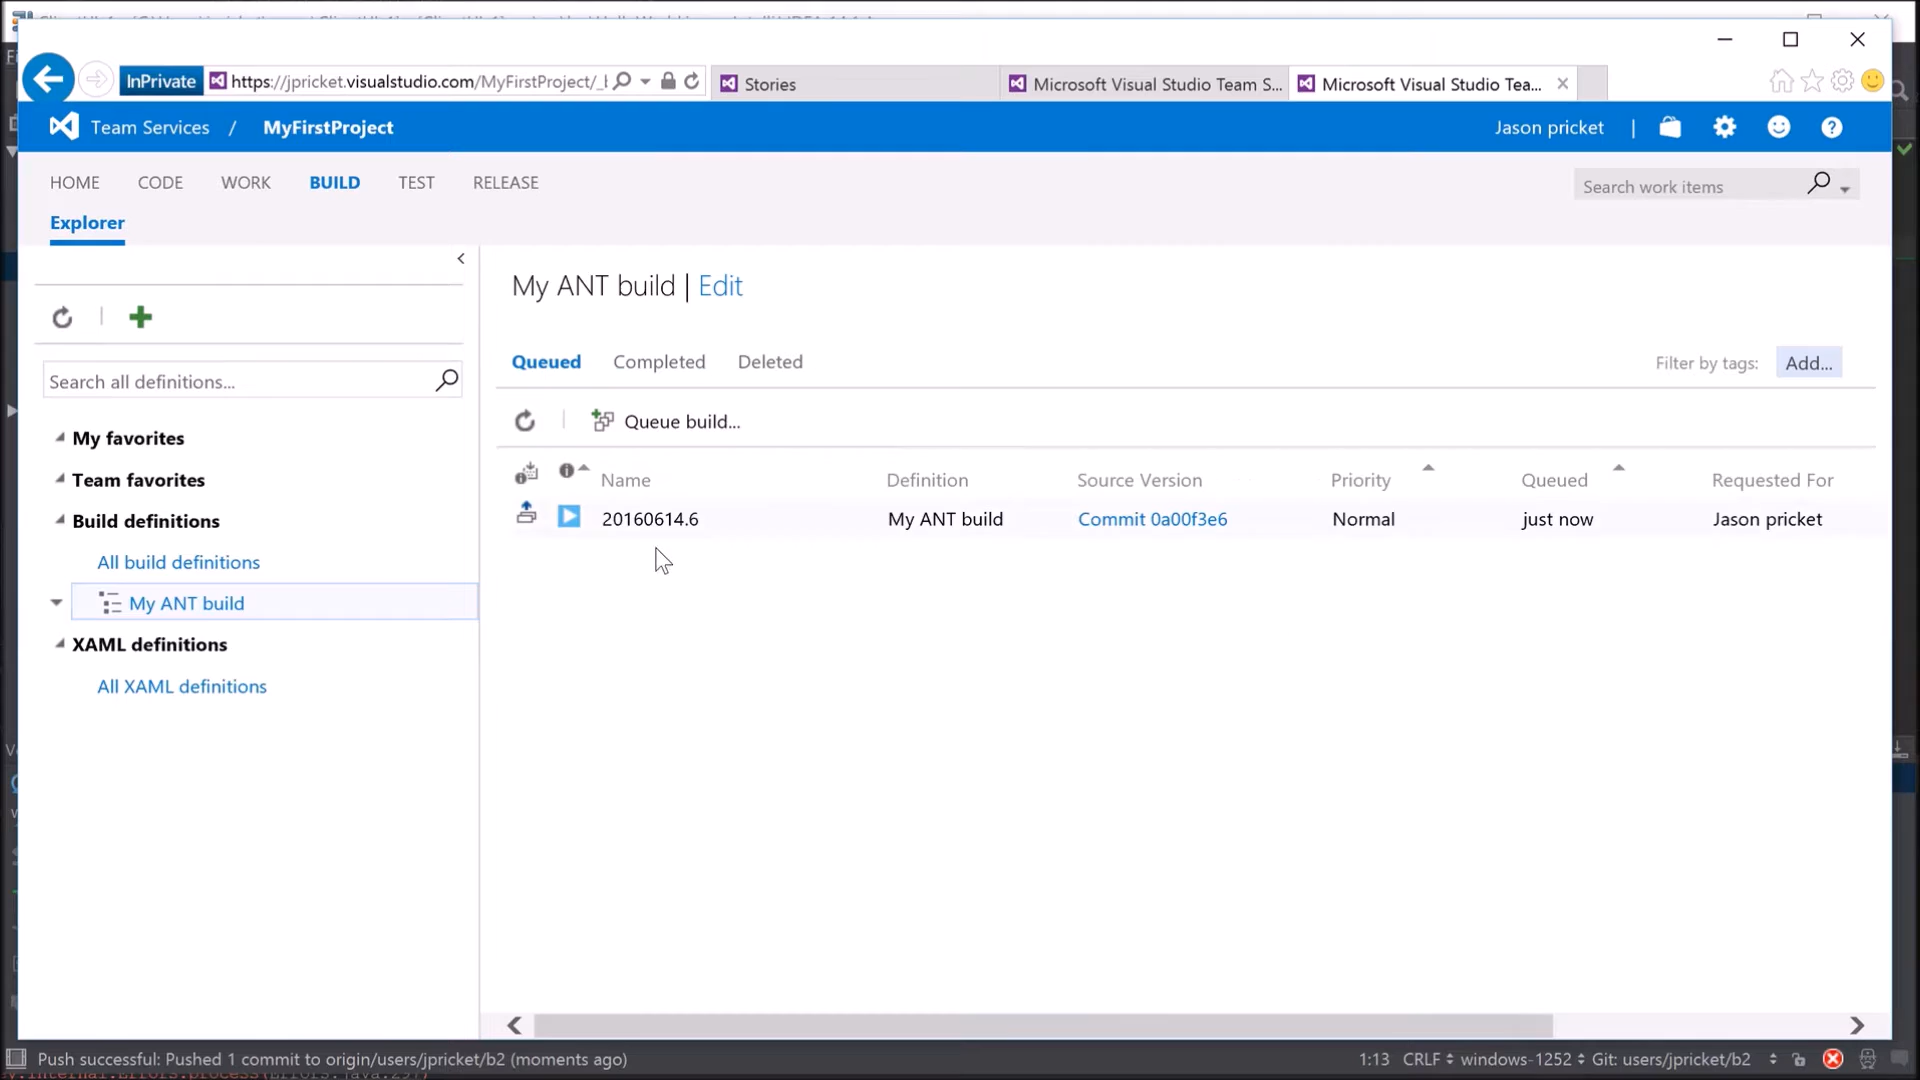 InPrivate
https://jpricket.visualstudio.com/MyFirstProject/_
Stories
Microsoft Visual Studio Team S...
Microsoft Visual Studio Tea...
Team Services / MyFirstProject
Jason pricket
HOME CODE WORK BUILD TEST RELEASE
Search work items
Explorer
My ANT build | Edit
Queued Completed Deleted
Filter by tags: Add...
Search all definitions...
Queue build...
My favorites
Team favorites
Build definitions
All build definitions
My ANT build
XAML definitions
All XAML definitions
Name Definition Source Version Priority Queued Requested For
20160614.6 My ANT build Commit 0a00f3e6 Normal just now Jason pricket
Push successful: Pushed 1 commit to origin/users/jpricket/b2 (moments ago)
1:13 CRLF windows-1252 Git: users/jpricket/b2